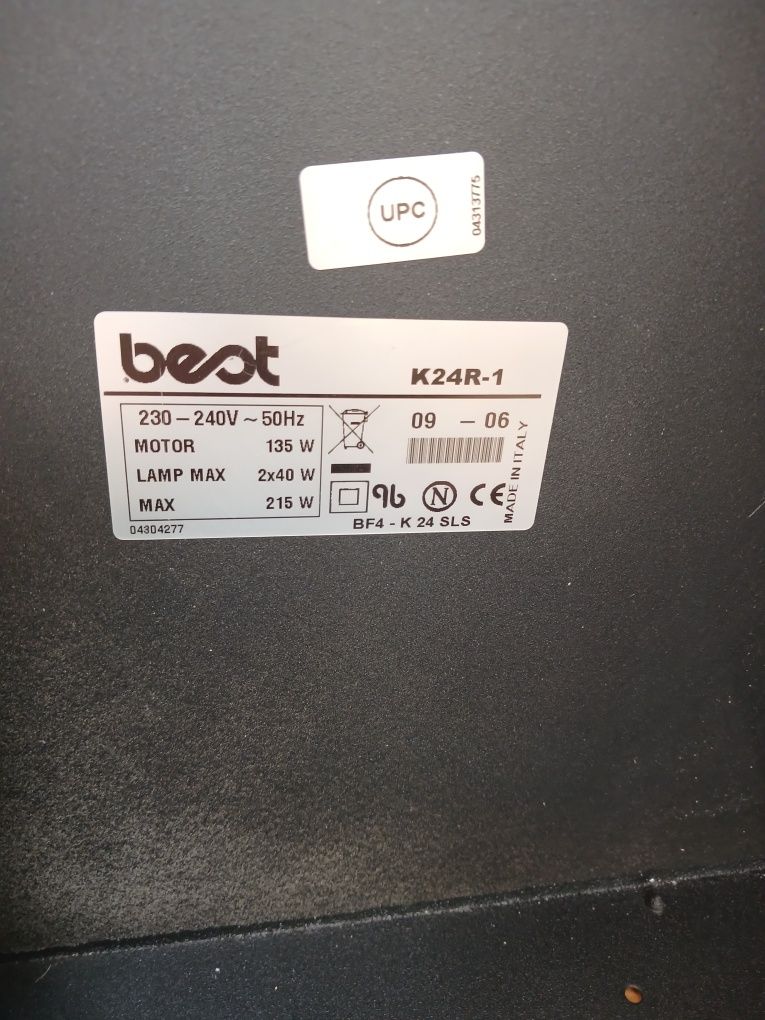 UPC
04313775
best
K24R-1
230-240V ~ 50Hz
MOTOR 135 W
LAMP MAX 2x40 W
MAX 215 W
04304277
09 - 06
N
CE
MADE IN ITALY
BF4 - K 24 SLS